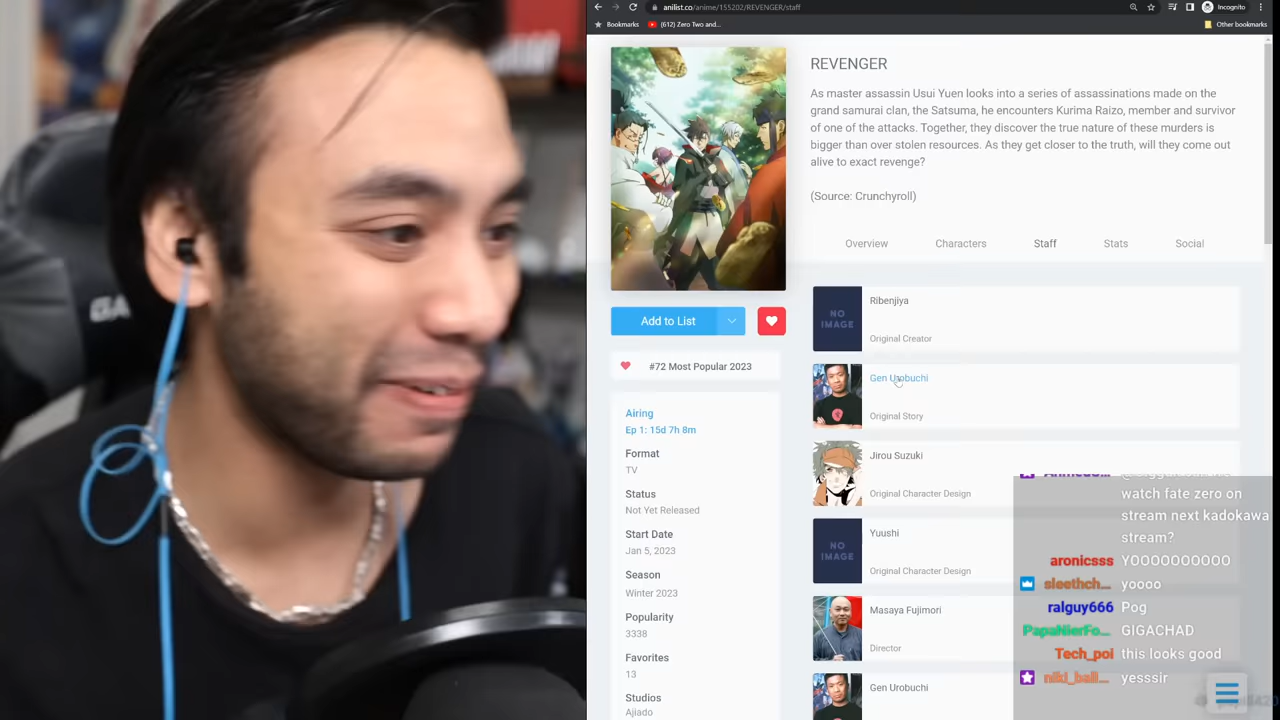 anilist.co/anime/155202/REVENGER/staff
Incognito
Bookmarks
(612) Zero Two and...
Other bookmarks
REVENGER
As master assassin Usui Yuen looks into a series of assassinations made on the
grand samurai clan, the Satsuma, he encounters Kurima Raizo, member and survivor
of one of the attacks. Together, they discover the true nature of these murders is
bigger than over stolen resources. As they get closer to the truth, will they come out
alive to exact revenge?
(Source: Crunchyroll)
Overview Characters Staff Stats Social
Add to List
#72 Most Popular 2023
Airing
Ep 1: 15d 7h 8m
Format
TV
Status
Not Yet Released
Start Date
Jan 5, 2023
Season
Winter 2023
Popularity
3338
Favorites
13
Studios
Ajiado
NO
IMAGE
Ribenjiya
Original Creator
Gen Urobuchi
Original Story
Jirou Suzuki
Original Character Design
NO
IMAGE
Yuushi
Original Character Design
Masaya Fujimori
Director
Gen Urobuchi
watch fate zero on
stream next kadokawa
stream?
aronicsss YOOOOOOOOOO
sleethch... yoooo
ralguy666 Pog
PapaNierFo... GIGACHAD
Tech_poi this looks good
niki_ball... yesssir
GA